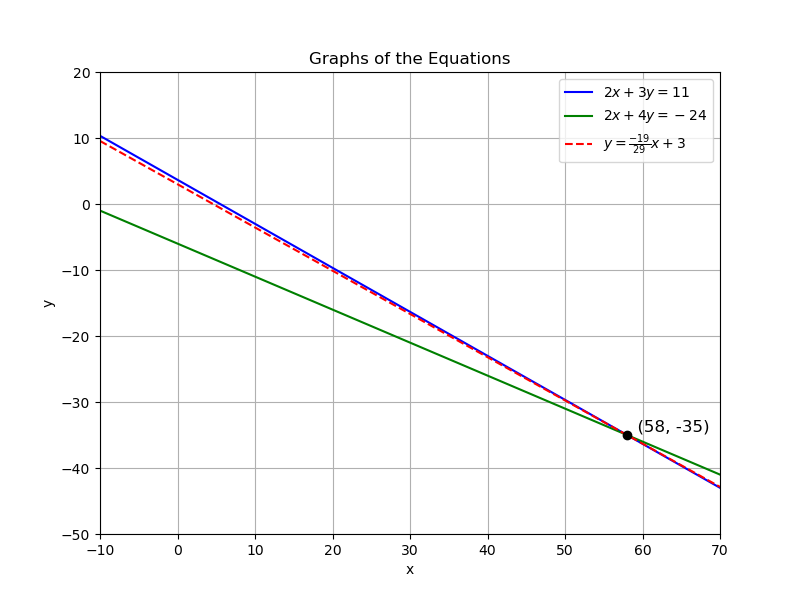 Graphs of the Equations
2x + 3y = 11
2x + 4y = − 24
y = \frac{−19}{29}x + 3
20
10
0
−10
−20
−30
−40
−50
y
(58, -35)
−10 0 10 20 30 40 50 60 70
x